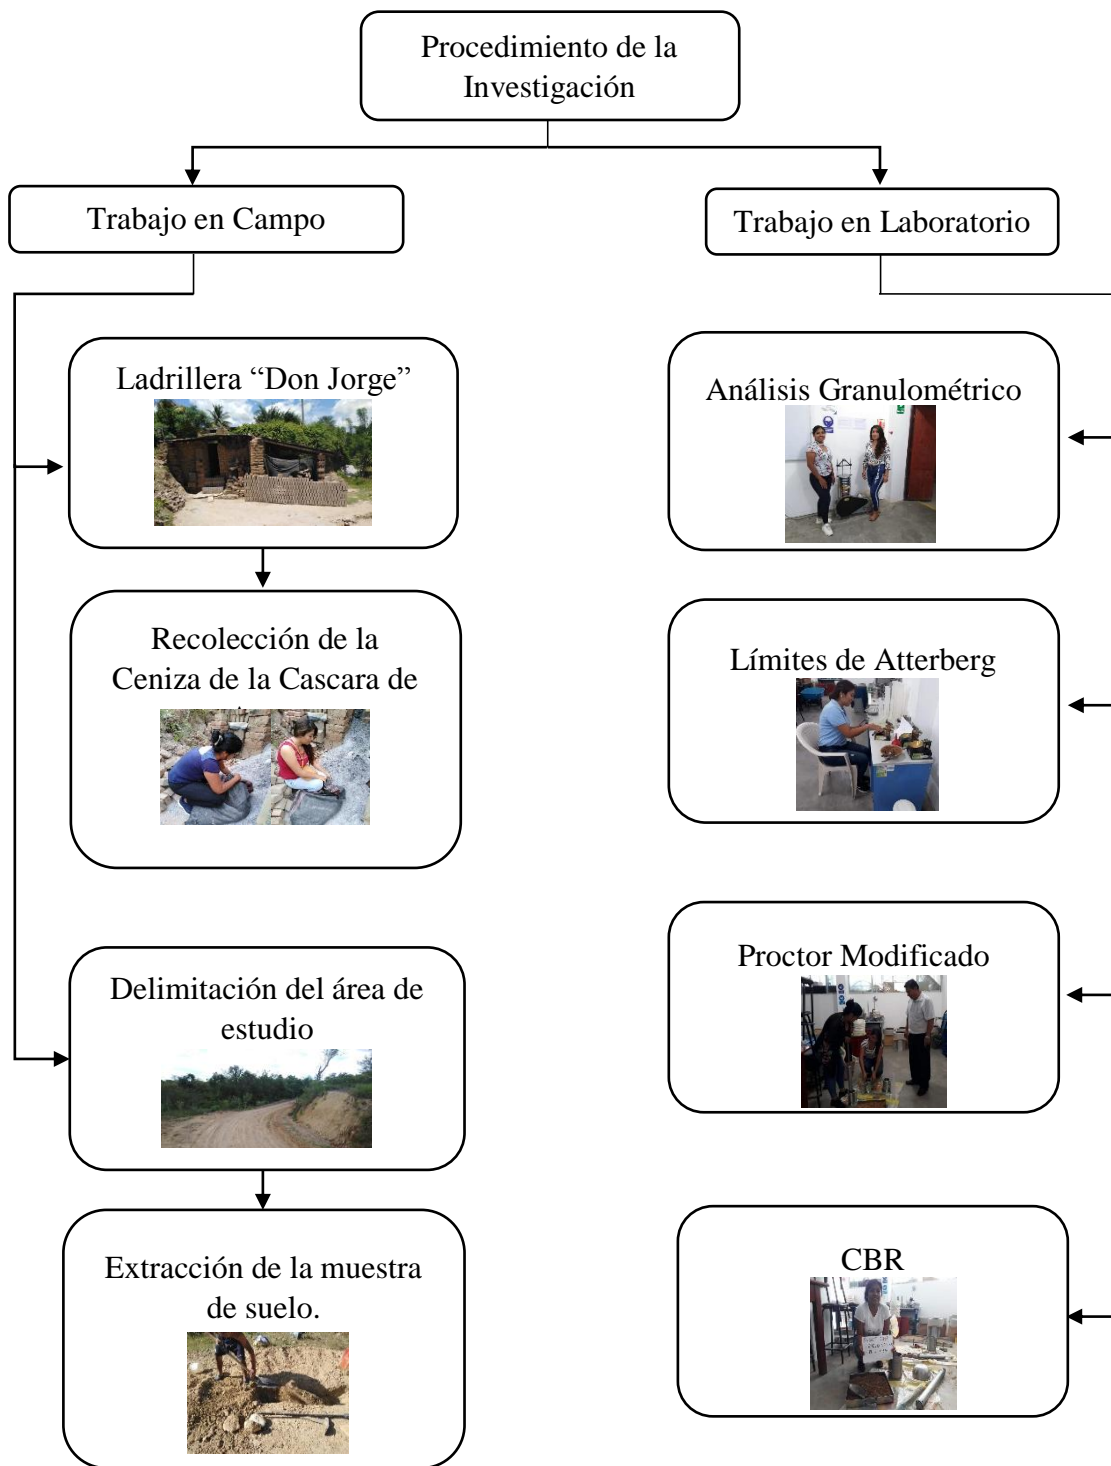 Procedimiento de la
Investigación
Trabajo en Campo
Trabajo en Laboratorio
Ladrillera “Don Jorge”
Recolección de la
Ceniza de la Cascara de
Delimitación del área de
estudio
Extracción de la muestra
de suelo.
Análisis Granulométrico
Límites de Atterberg
Proctor Modificado
CBR